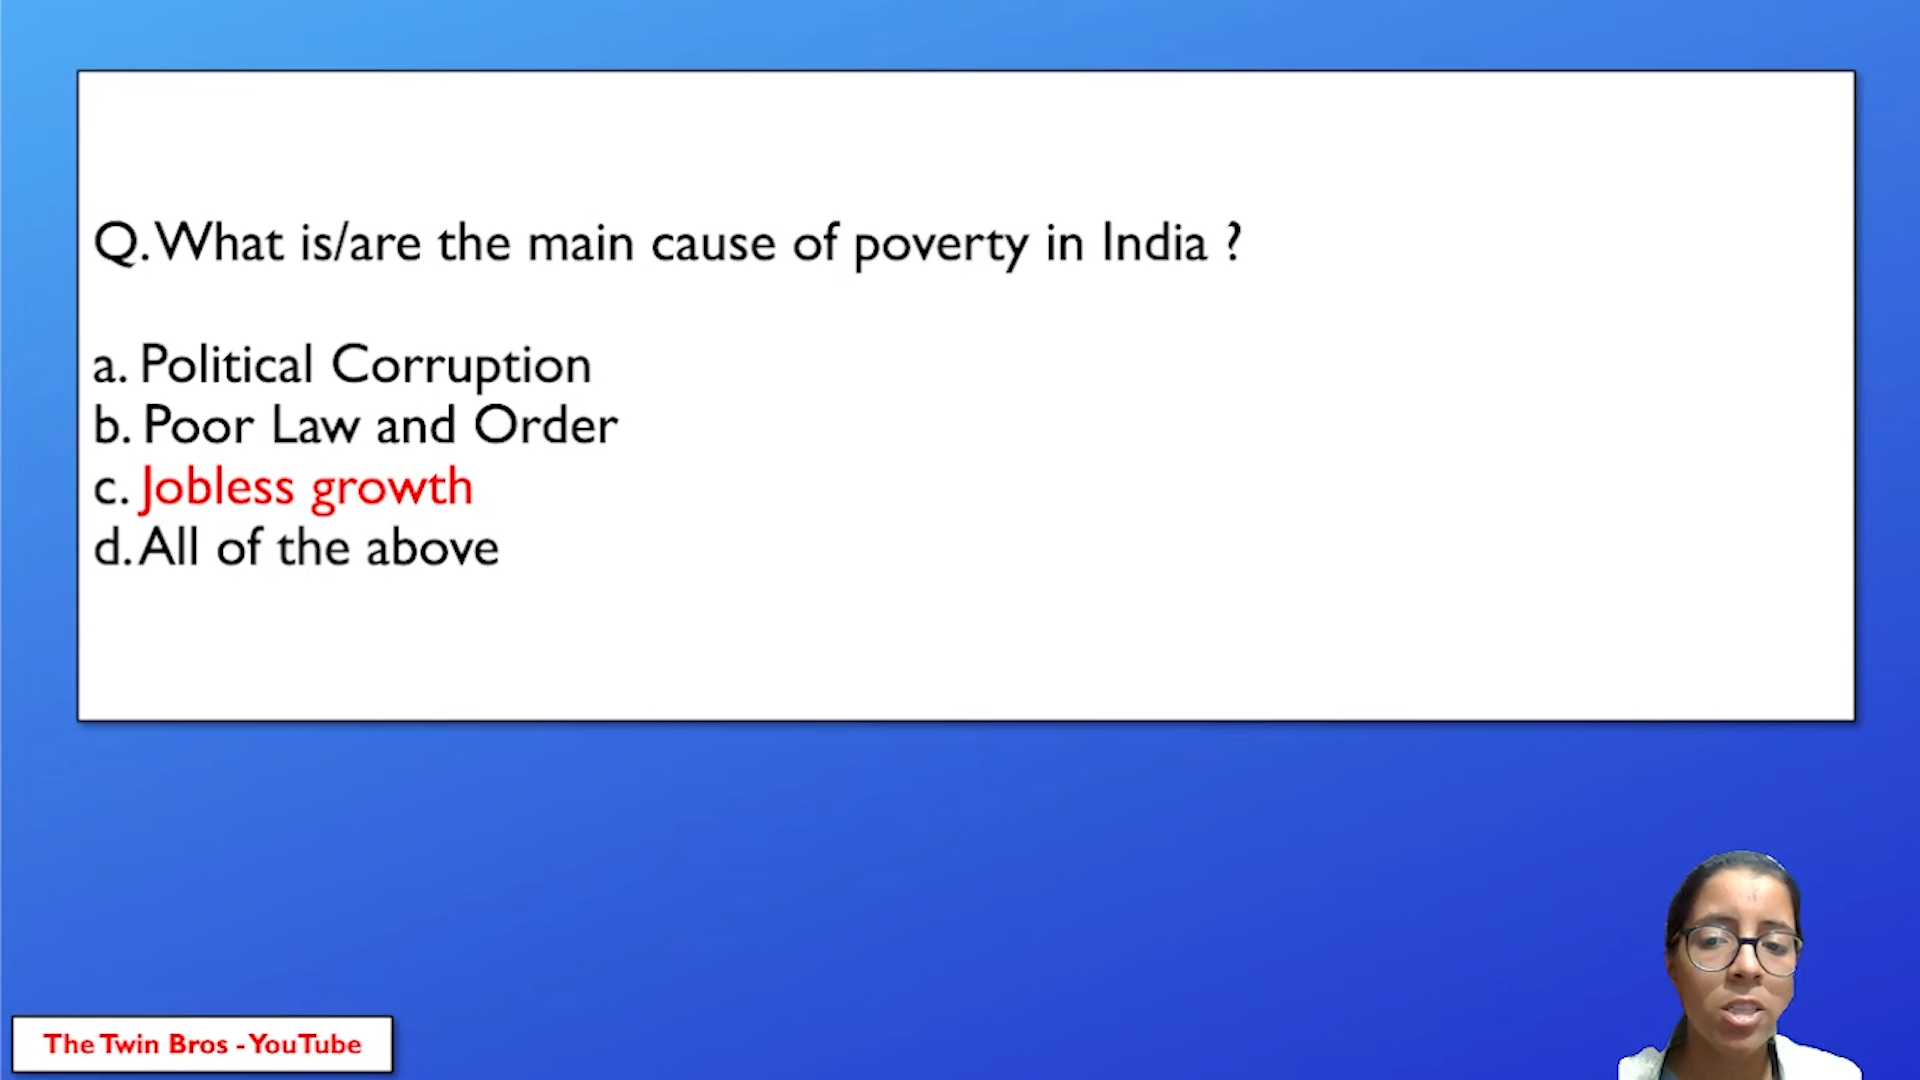 Q. What is/are the main cause of poverty in India ?
a. Political Corruption
b. Poor Law and Order
c. Jobless growth
d. All of the above
The Twin Bros - YouTube